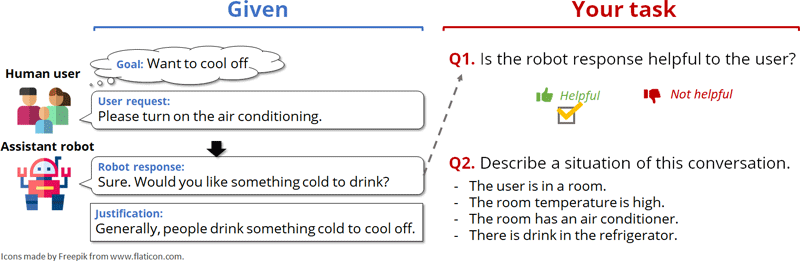 Given
Your task
Goal: Want to cool off
Human user
User request:
Please turn on the air conditioning.
Assistant robot
Robot response:
Sure. Would you like something cold to drink?
Justification:
Generally, people drink something cold to cool off.
Icons made by Freepik from www.flaticon.com.
Q1. Is the robot response helpful to the user?
Helpful
Not helpful
Q2. Describe a situation of this conversation.
- The user is in a room.
- The room temperature is high.
- The room has an air conditioner.
- There is drink in the refrigerator.